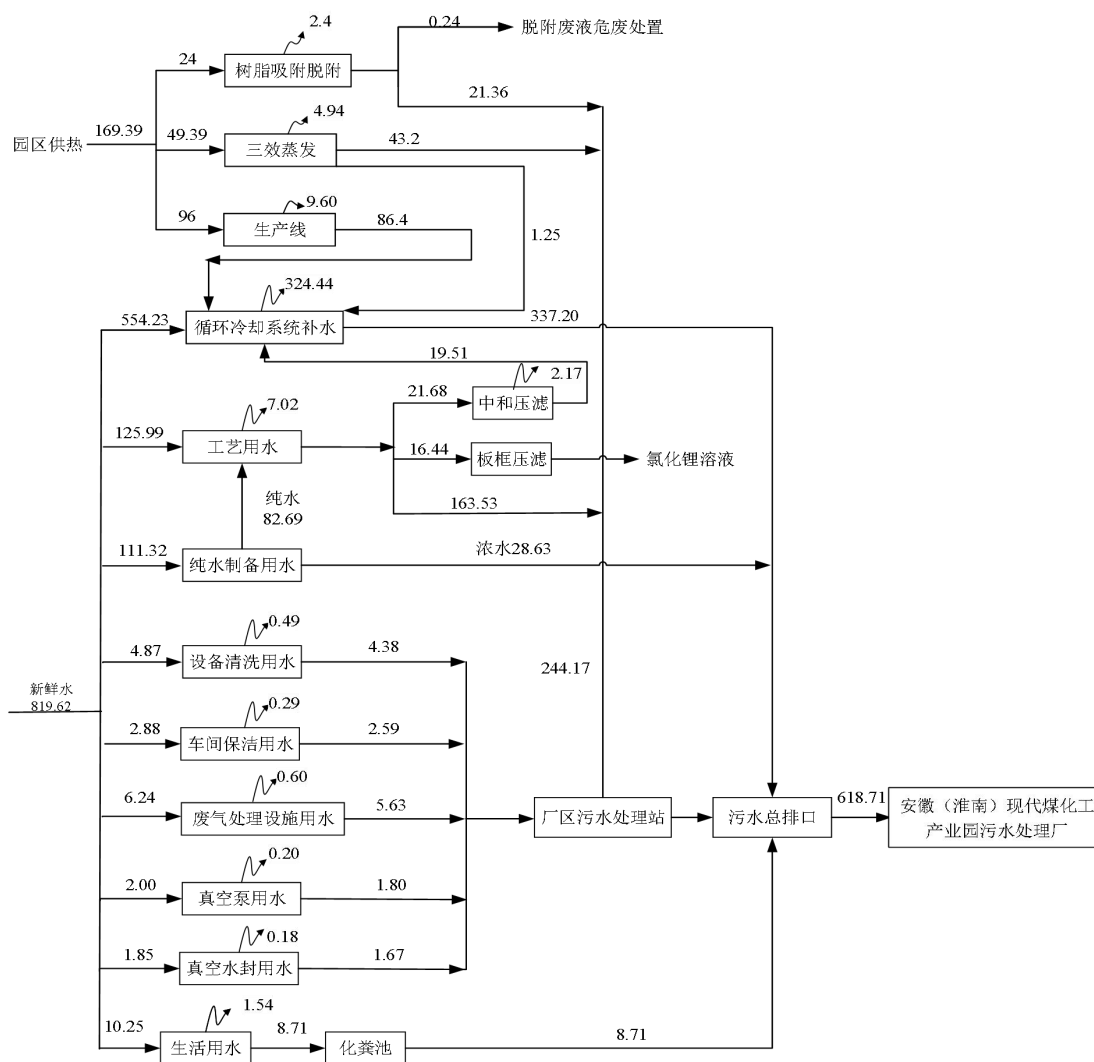 2.4
0.24
脱附废液危废处置
24
树脂吸附脱附
21.36
4.94
园区供热
169.39
49.39
三效蒸发
43.2
9.60
96
生产线
86.4
1.25
324.44
554.23
循环冷却系统补水
337.20
19.51
2.17
7.02
21.68
中和压滤
125.99
工艺用水
16.44
板框压滤
氯化锂溶液
纯水
82.69
163.53
111.32
纯水制备用水
浓水28.63
0.49
4.87
设备清洗用水
4.38
244.17
新鲜水
819.62
0.29
2.88
车间保洁用水
2.59
0.60
6.24
废气处理设施用水
5.63
厂区污水处理站
污水总排口
618.71
安徽（淮南）现代煤化工
产业园污水处理厂
0.20
2.00
真空泵用水
1.80
0.18
1.85
真空水封用水
1.67
1.54
10.25
生活用水
8.71
化粪池
8.71